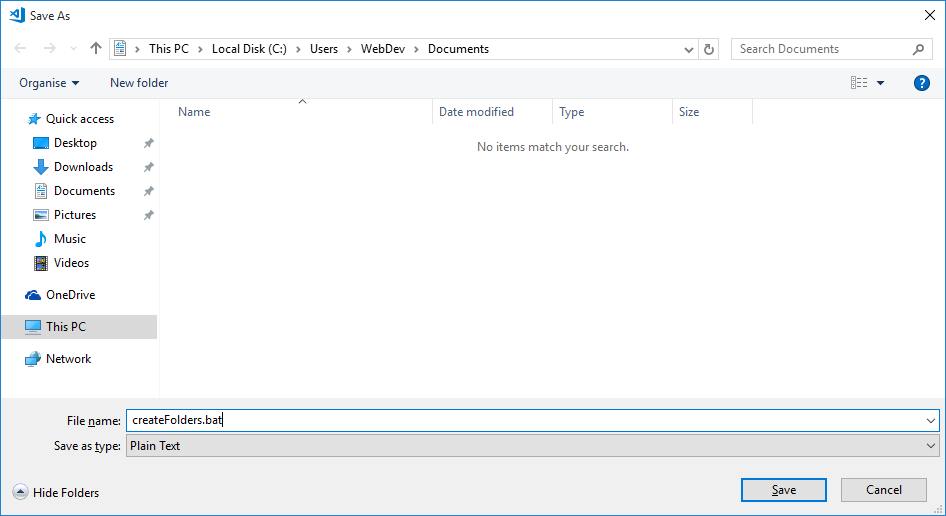 Save As
This PC > Local Disk (C:) > Users > WebDev > Documents
Search Documents
Organise
New folder
?
Name
Date modified
Type
Size
No items match your search.
Quick access
Desktop
Downloads
Documents
Pictures
Music
Videos
OneDrive
This PC
Network
File name: createFolders.bat
Save as type: Plain Text
Hide Folders
Save
Cancel